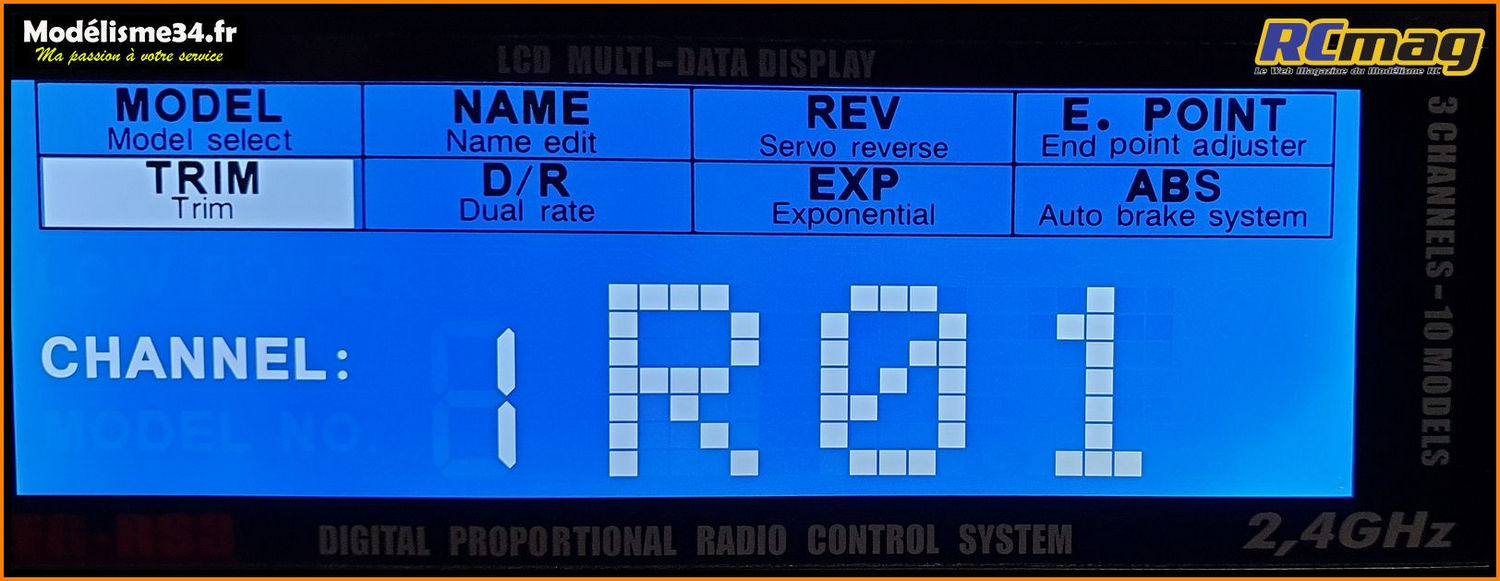 Modélisme34.fr
Ma passion à votre service
RCmag
Le Web Magazine du Modélisme RC
LCD MULTI-DATA DISPLAY
MODEL
Model select
NAME
Name edit
REV
Servo reverse
E. POINT
End point adjuster
TRIM
Trim
D/R
Dual rate
EXP
Exponential
ABS
Auto brake system
LOW POWER
CHANNEL: 1 R01
MODEL NO.
3 CHANNELS-10 MODELS
DIGITAL PROPORTIONAL RADIO CONTROL SYSTEM
2,4GHz